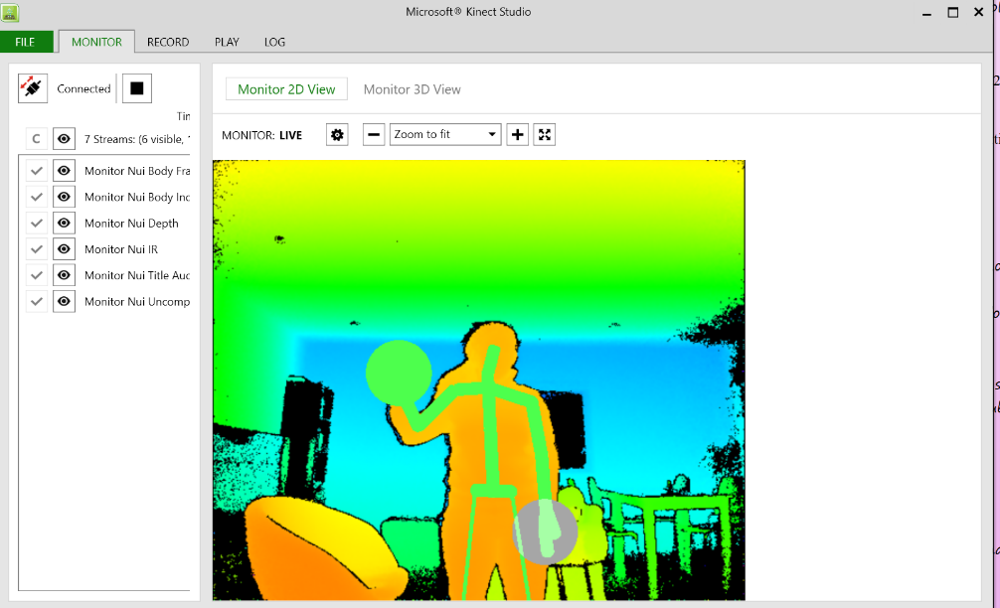 Microsoft® Kinect Studio
FILE MONITOR RECORD PLAY LOG
Connected
Tin
C 7 Streams: (6 visible,
Monitor Nui Body Fra
Monitor Nui Body Inc
Monitor Nui Depth
Monitor Nui IR
Monitor Nui Title Auc
Monitor Nui Uncomp
Monitor 2D View Monitor 3D View
MONITOR: LIVE Zoom to fit